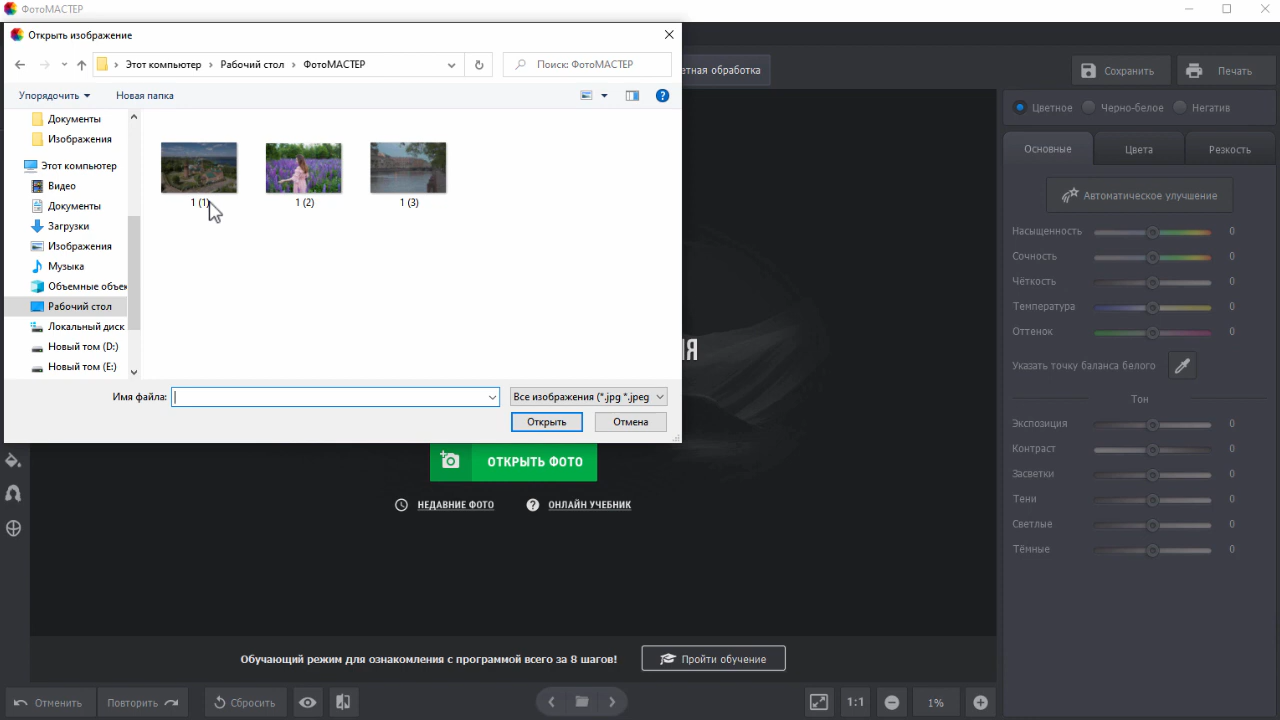 ФотоМАСТЕР
Открыть изображение
Этот компьютер
Рабочий стол
ФотоМАСТЕР
Поиск: ФотоМАСТЕР
Упорядочить
Новая папка
Документы
Изображения
Этот компьютер
Видео
Документы
Загрузки
Изображения
Музыка
Объемные объек
Рабочий стол
Локальный диск
Новый том (D:)
Новый том (E:)
1 (1)
1 (2)
1 (3)
Имя файла:
Все изображения (*.jpg *.jpeg
Открыть
Отмена
етная обработка
Сохранить
Печать
Цветное
Черно-белое
Негатив
Основные
Цвета
Резкость
Автоматическое улучшение
Насыщенность 0
Сочность 0
Чёткость 0
Температура 0
Оттенок 0
Указать точку баланса белого
Тон
Экспозиция 0
Контраст 0
Засветки 0
Тени 0
Светлые 0
Тёмные 0
ИЯ
ОТКРЫТЬ ФОТО
НЕДАВНИЕ ФОТО
ОНЛАЙН УЧЕБНИК
Обучающий режим для ознакомления с программой всего за 8 шагов!
Пройти обучение
Отменить
Повторить
Сбросить
1:1
1%